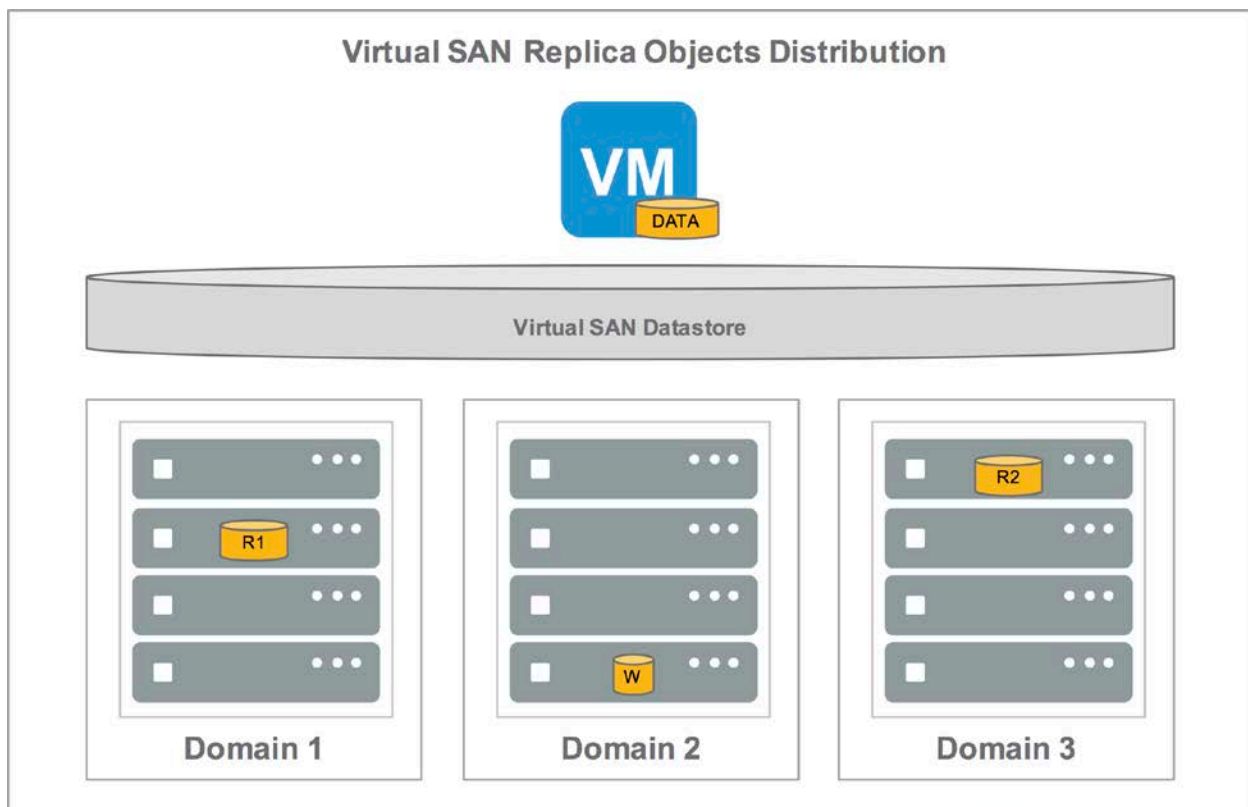 Virtual SAN Replica Objects Distribution
VM
DATA
Virtual SAN Datastore
R1
W
R2
Domain 1
Domain 2
Domain 3